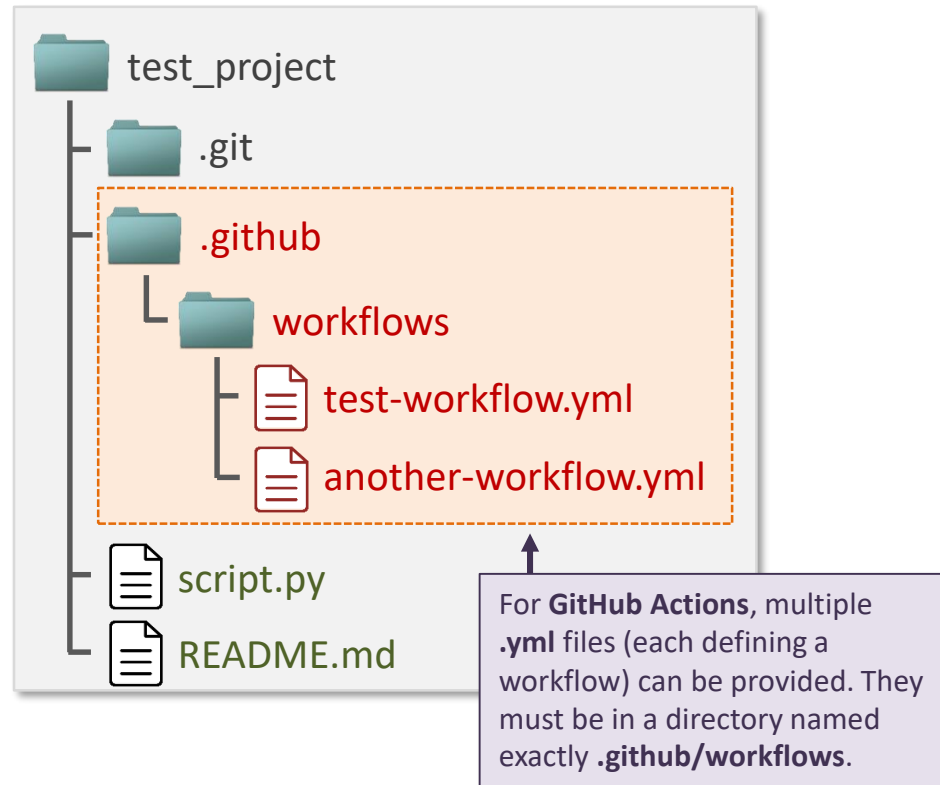 test_project
.git
.github
workflows
test-workflow.yml
another-workflow.yml
script.py
README.md
For GitHub Actions, multiple
.yml files (each defining a
workflow) can be provided. They
must be in a directory named
exactly .github/workflows.